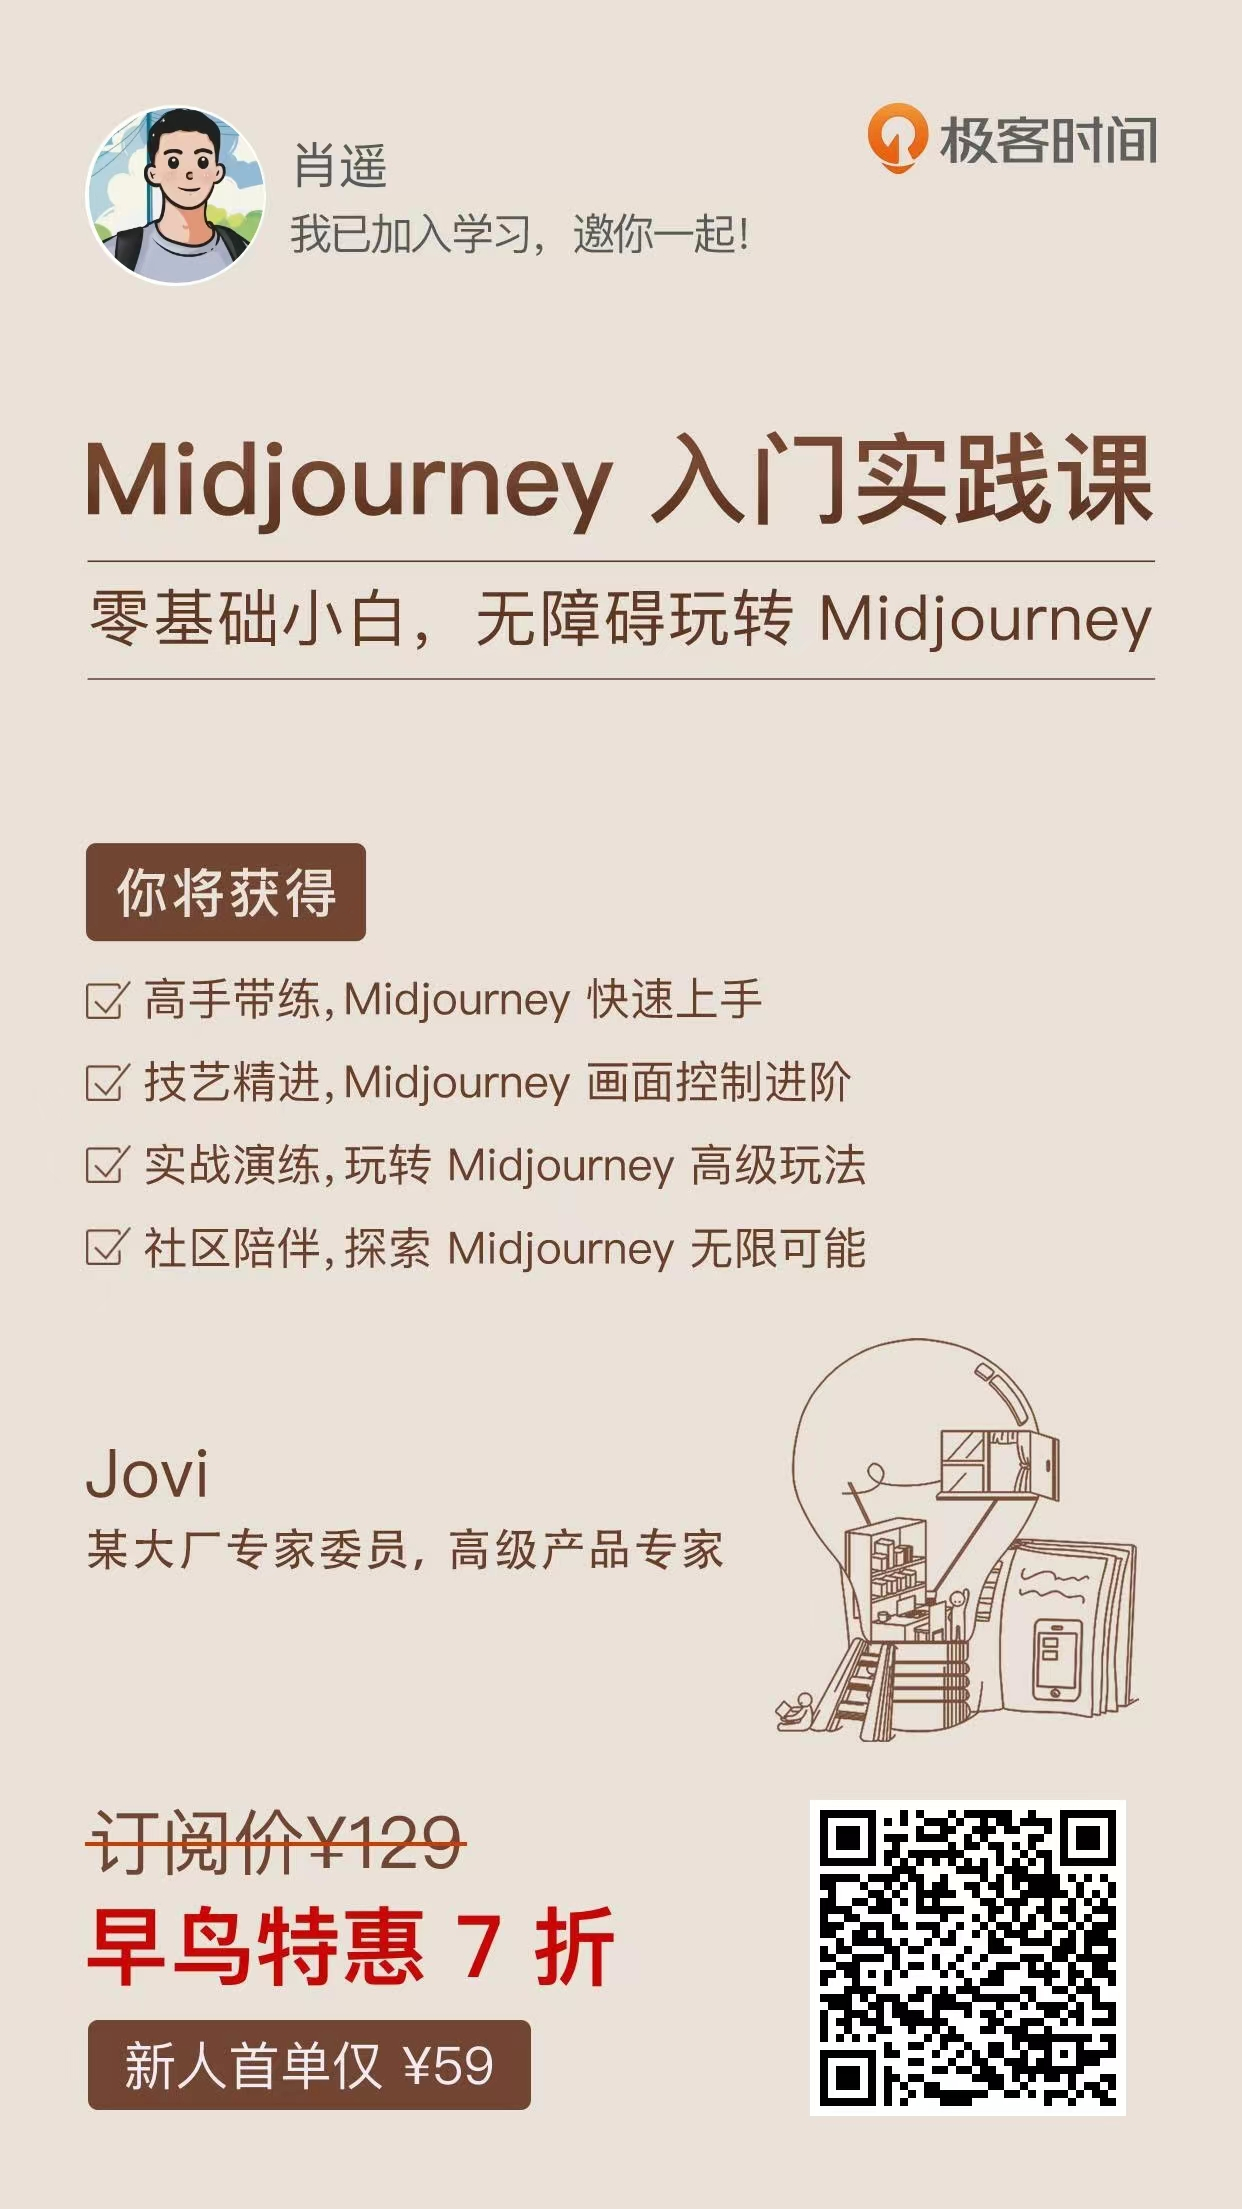 肖遥
极客时间
我已加入学习，邀你一起！
Midjourney 入门实践课
零基础小白，无障碍玩转 Midjourney
你将获得
高手带练，Midjourney 快速上手
技艺精进，Midjourney 画面控制进阶
实战演练，玩转 Midjourney 高级玩法
社区陪伴，探索 Midjourney 无限可能
Jovi
某大厂专家委员，高级产品专家
订阅价¥129
早鸟特惠 7 折
新人首单仅 ¥59